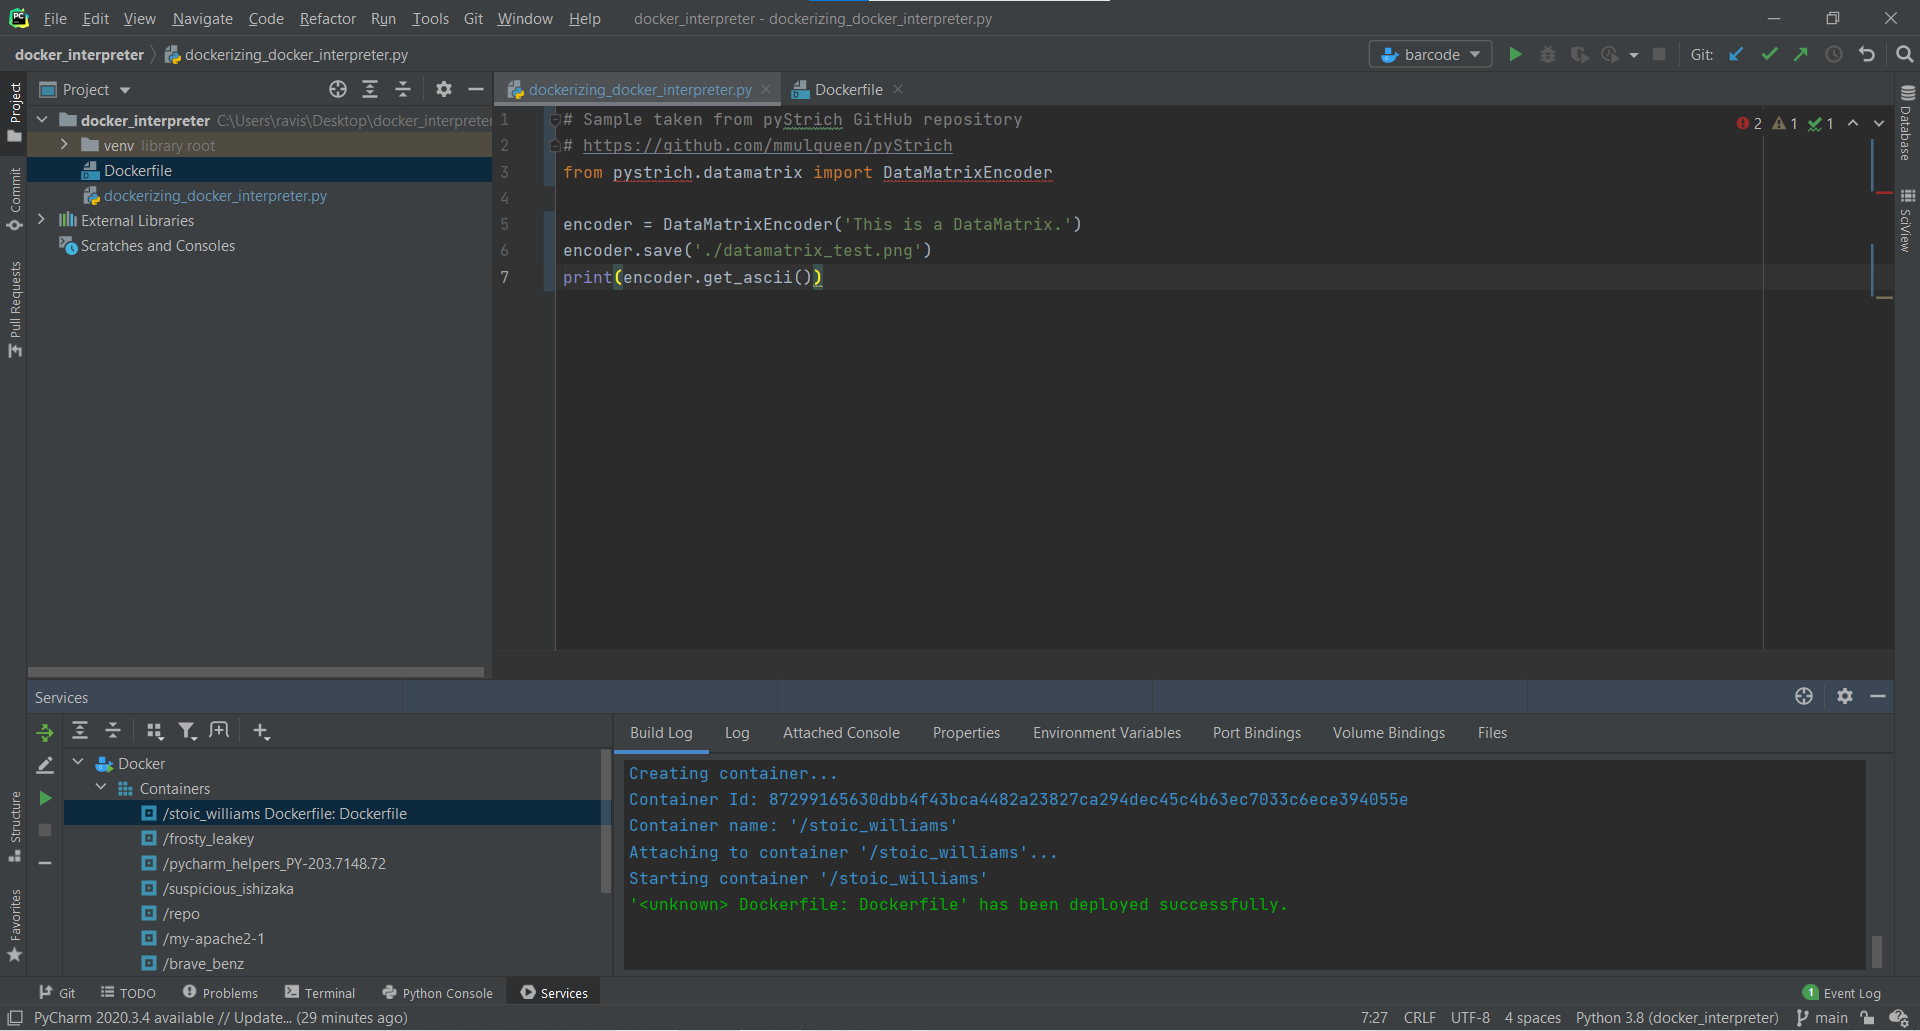 PC File Edit View Navigate Code Refactor Run Tools Git Window Help docker_interpreter - dockerizing_docker_interpreter.py
docker_interpreter dockerizing_docker_interpreter.py barcode Git:
Project
Commit
Pull Requests
Structure
Favorites
Project
docker_interpreter C:\Users\ravis\Desktop\docker_interpreter
venv library root
Dockerfile
dockerizing_docker_interpreter.py
External Libraries
Scratches and Consoles
dockerizing_docker_interpreter.py Dockerfile
1 # Sample taken from pyStrich GitHub repository
2 # https://github.com/mmulqueen/pyStrich
3 from pystrich.datamatrix import DataMatrixEncoder
4
5 encoder = DataMatrixEncoder('This is a DataMatrix.')
6 encoder.save('./datamatrix_test.png')
7 print(encoder.get_ascii())
2 1 1
Database
SciView
Services
Docker
Containers
/stoic_williams Dockerfile: Dockerfile
/frosty_leakey
/pycharm_helpers_PY-203.7148.72
/suspicious_ishizaka
/repo
/my-apache2-1
/brave_benz
Build Log Log Attached Console Properties Environment Variables Port Bindings Volume Bindings Files
Creating container...
Container Id: 87299165630dbb4f43bca4482a23827ca294dec45c4b63ec7033c6ece394055e
Container name: '/stoic_williams'
Attaching to container '/stoic_williams'...
Starting container '/stoic_williams'
'<unknown> Dockerfile: Dockerfile' has been deployed successfully.
Git TODO Problems Terminal Python Console Services 1 Event Log
PyCharm 2020.3.4 available // Update... (29 minutes ago) 7:27 CRLF UTF-8 4 spaces Python 3.8 (docker_interpreter) main